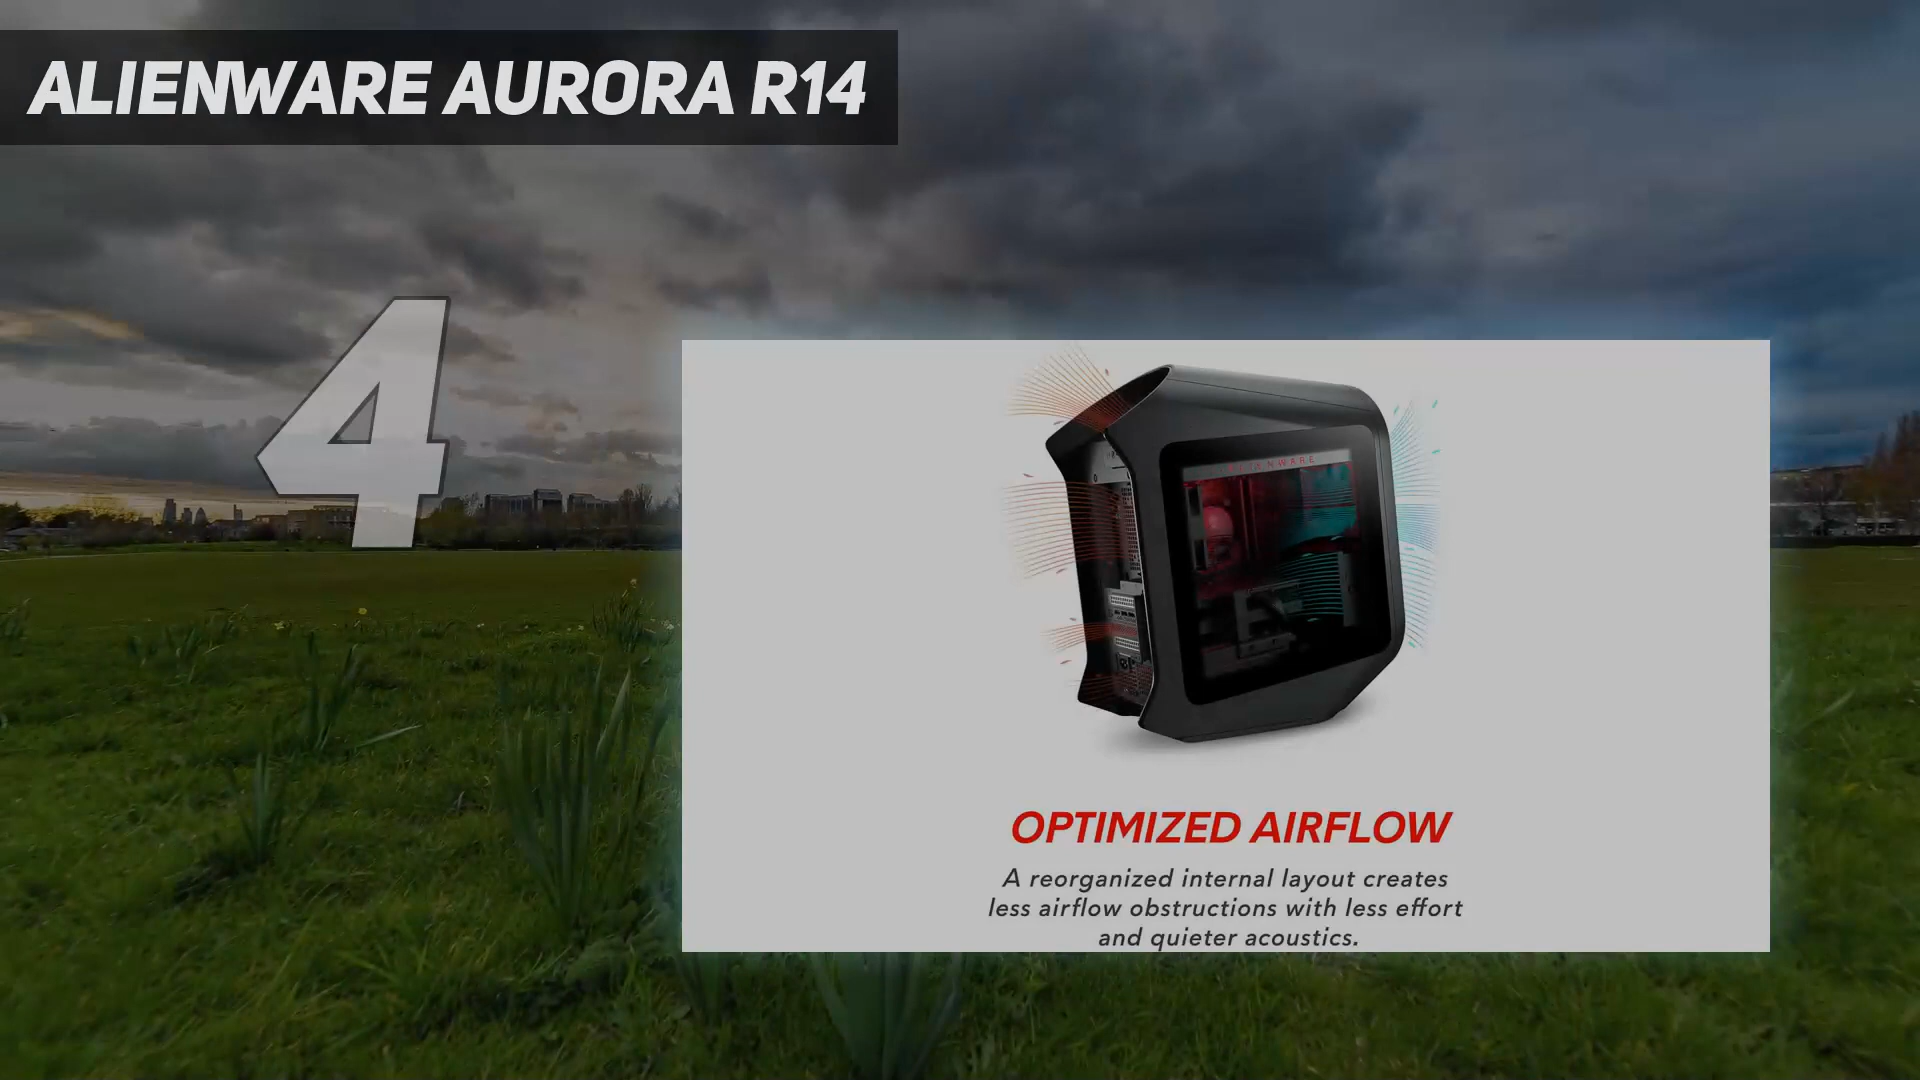 ALIENWARE AURORA R14
4
ALIENWARE
OPTIMIZED AIRFLOW
A reorganized internal layout creates
less airflow obstructions with less effort
and quieter acoustics.